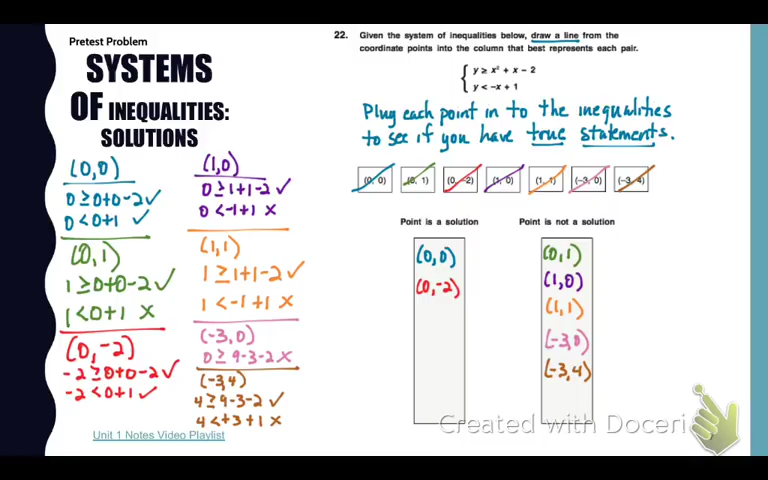 Pretest Problem
SYSTEMS
OF INEQUALITIES:
SOLUTIONS
(0,0)
0 ≥ 0+0-2 ✓
0 < 0+1 ✓
(0,1)
1 ≥ 0+0-2 ✓
1 < 0+1 X
(0,-2)
-2 ≥ 0+0-2 ✓
-2 < 0+1 ✓
(1,0)
0 ≥ 1+1-2 ✓
0 < -1+1 X
(1,1)
1 ≥ 1+1-2 ✓
1 < -1+1 X
(-3,0)
0 ≥ 9-3-2 X
(-3,4)
4 ≥ 9-3-2 ✓
4 < +3+1 X
Unit 1 Notes Video Playlist
22. Given the system of inequalities below, draw a line from the
coordinate points into the column that best represents each pair.
y ≥ x² + x − 2
y < −x + 1
Plug each point in to the inequalities
to see if you have true statements.
(0, 0) (0, 1) (0, −2) (1, 0) (1, 1) (−3, 0) (−3, 4)
Point is a solution
(0,0)
(0,-2)
Point is not a solution
(0,1)
(1,0)
(1,1)
(-3,0)
(-3,4)
Created with Doceri